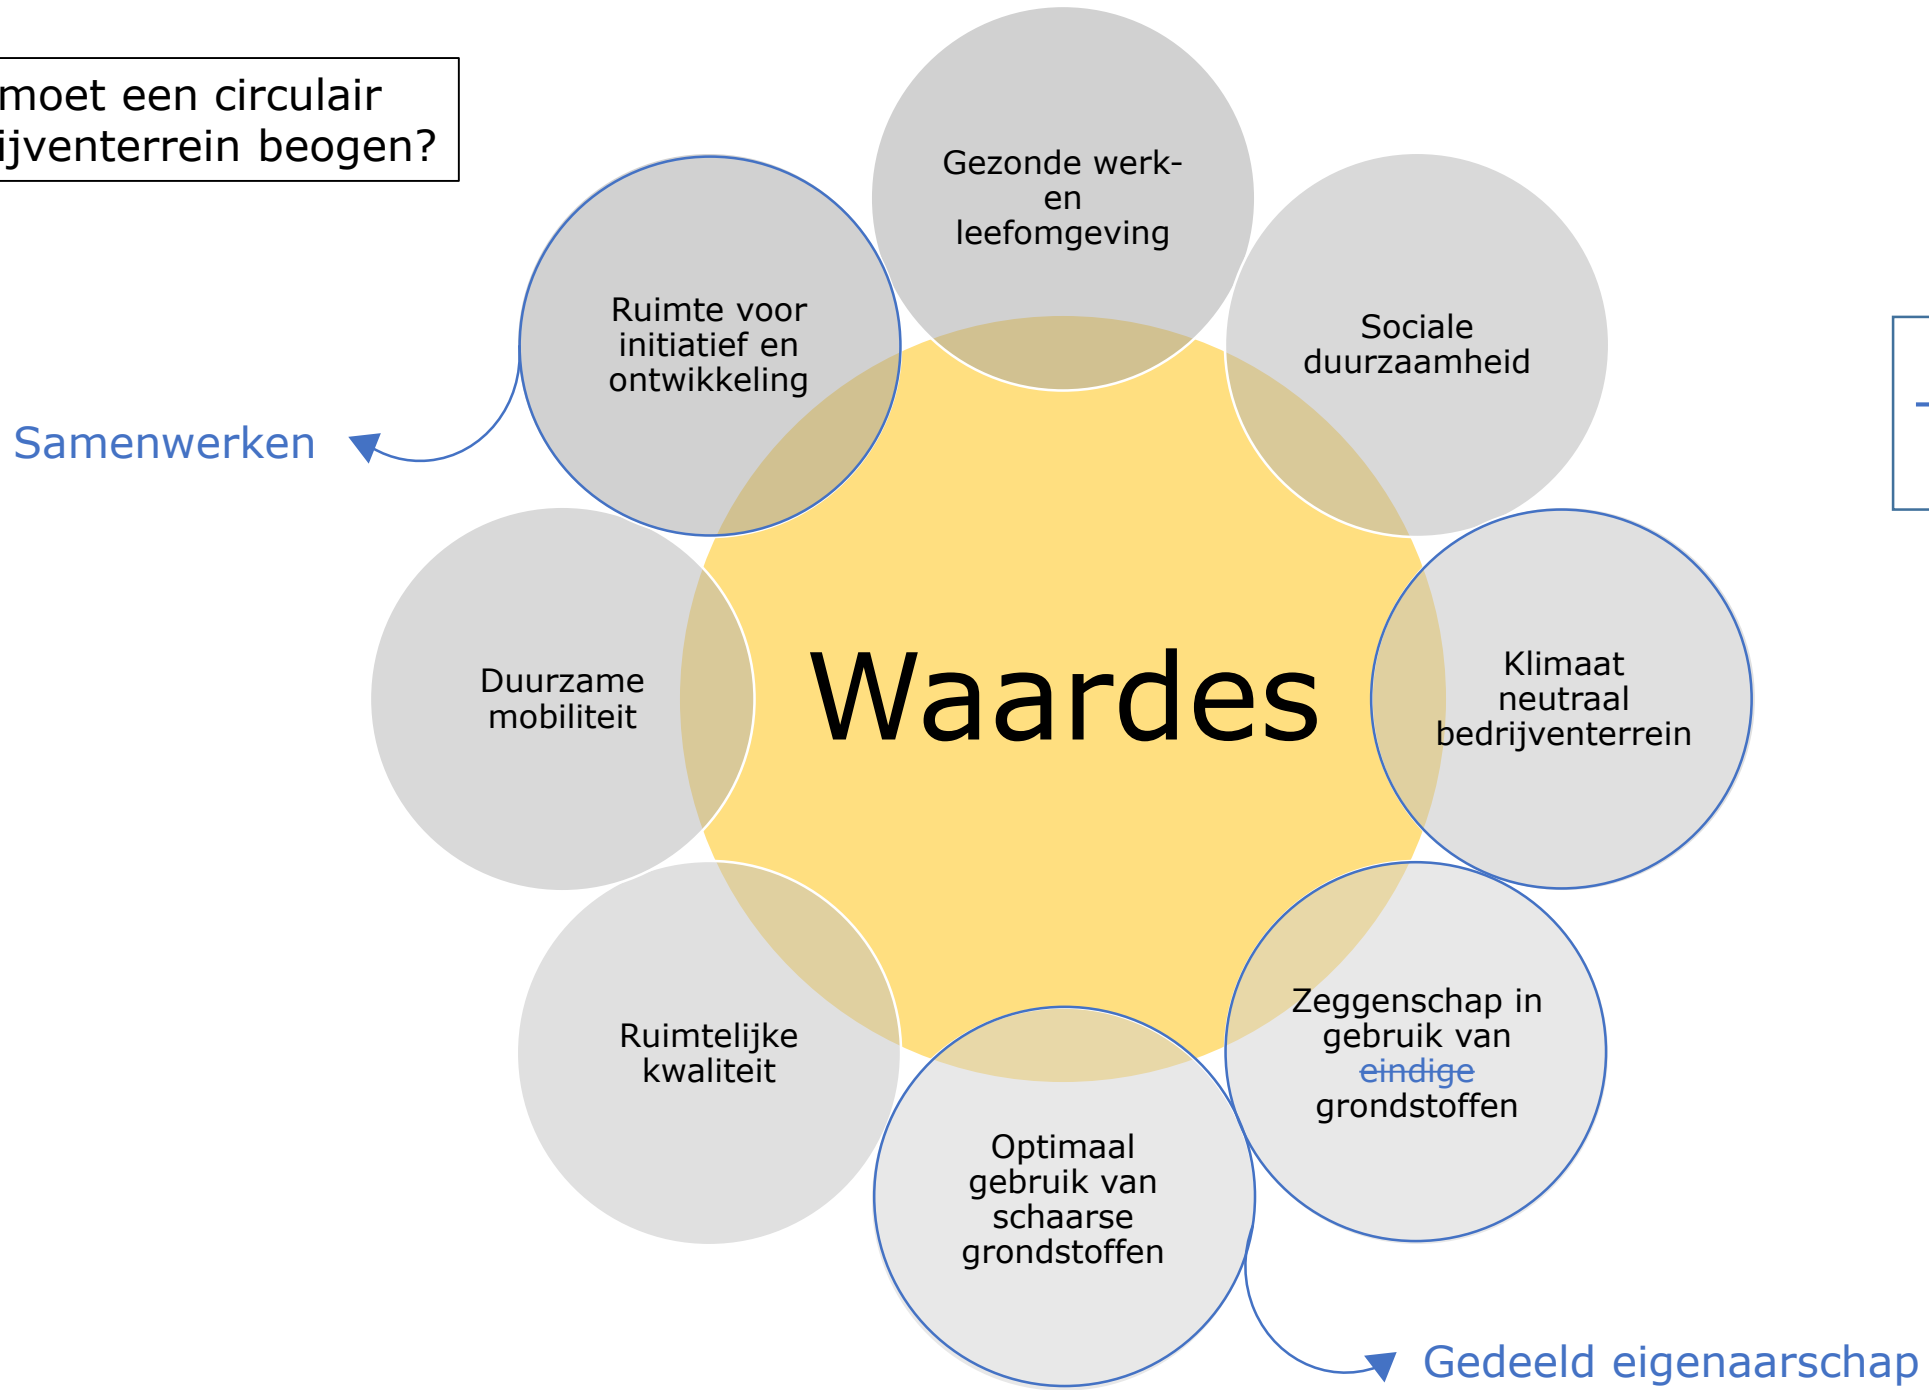 moet een circulair
ijventerrein beogen?
Gezonde werk-
en
leefomgeving
Ruimte voor
initiatief en
ontwikkeling
Sociale
duurzaamheid
Samenwerken
Duurzame
mobiliteit
Waardes
Klimaat
neutraal
bedrijventerrein
Ruimtelijke
kwaliteit
Zeggenschap in
gebruik van
eindige
grondstoffen
Optimaal
gebruik van
schaarse
grondstoffen
Gedeeld eigenaarschap